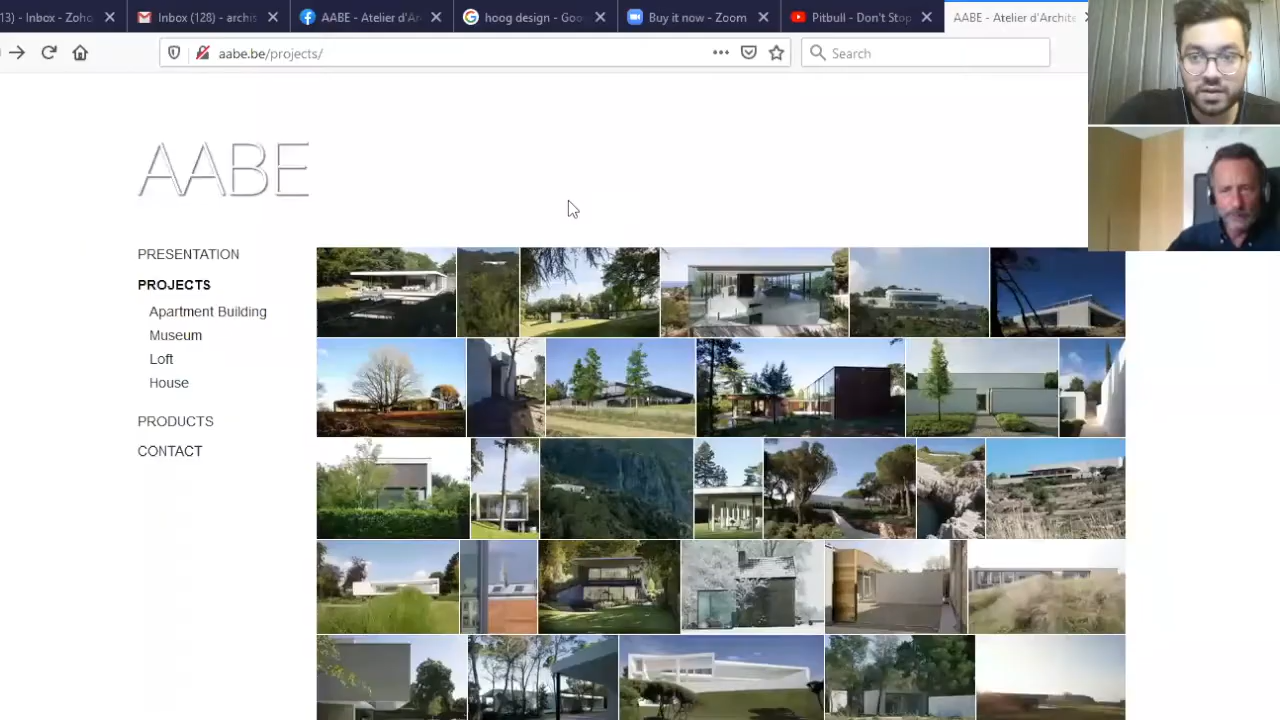 13) - Inbox - Zoho
Inbox (128) - archis
AABE - Atelier d'Ar
hoog design - Goo
Buy it now - Zoom
Pitbull - Don't Stop
AABE - Atelier d'Archite
aabe.be/projects/
Search
AABE
PRESENTATION
PROJECTS
Apartment Building
Museum
Loft
House
PRODUCTS
CONTACT